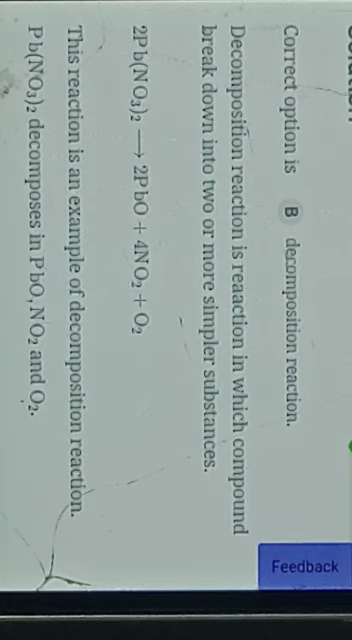 Correct option is B decomposition reaction.
Decomposition reaction is reaaction in which compound
break down into two or more simpler substances.
2Pb(NO₃)₂ ⟶ 2PbO + 4NO₂ + O₂
This reaction is an example of decomposition reaction.
Pb(NO₃)₂ decomposes in PbO, NO₂ and O₂.
Feedback